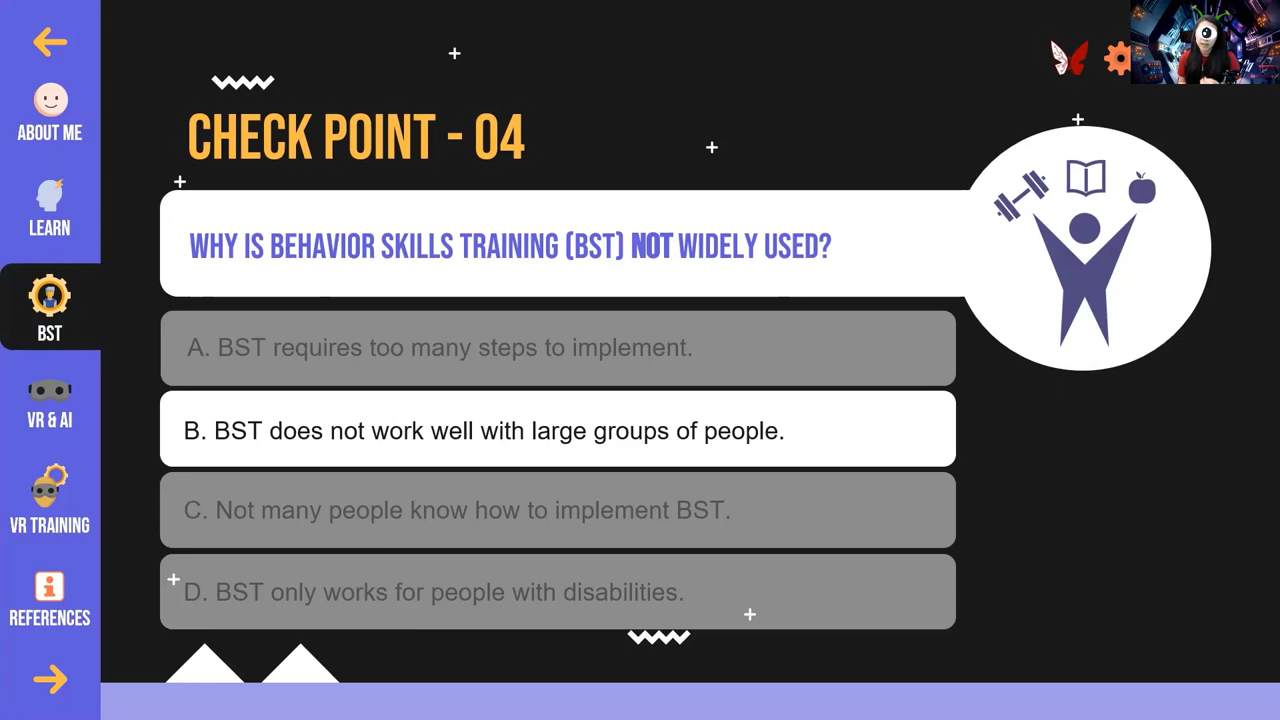 ABOUT ME
LEARN
BST
VR & AI
VR TRAINING
REFERENCES
CHECK POINT - 04
WHY IS BEHAVIOR SKILLS TRAINING (BST) NOT WIDELY USED?
A. BST requires too many steps to implement.
B. BST does not work well with large groups of people.
C. Not many people know how to implement BST.
D. BST only works for people with disabilities.